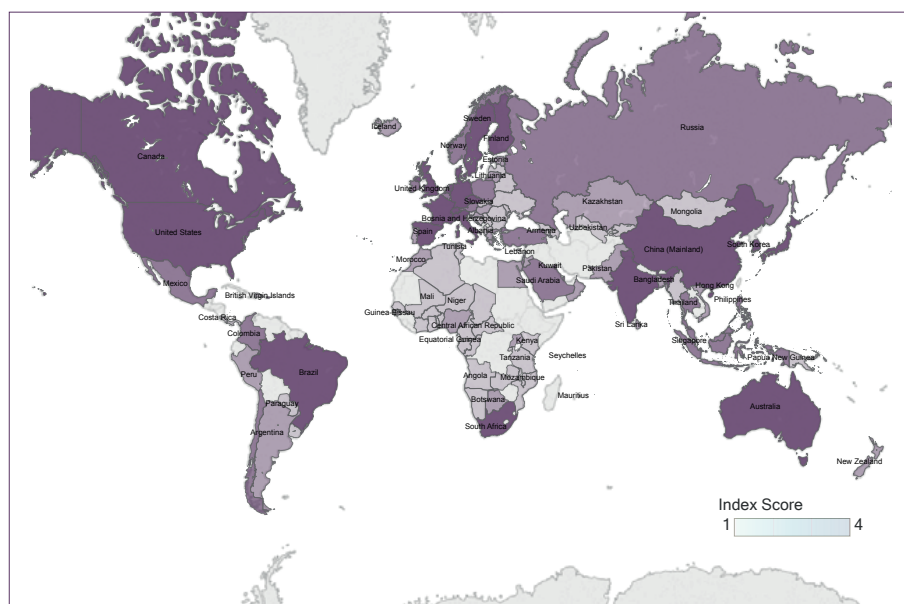 Iceland
Sweden
Finland
Norway
Russia
Estonia
Canada
Lithuania
United Kingdom
Slovakia
Kazakhstan
Mongolia
Bosnia and Herzegovina
United States
Spain
Albania
Armenia
Uzbekistan
Tunisia
Lebanon
China (Mainland)
South Korea
Morocco
Kuwait
Pakistan
Saudi Arabia
Bangladesh
Mexico
Hong Kong
British Virgin Islands
Mali
Niger
Thailand
Philippines
Costa Rica
Guinea-Bissau
Central African Republic
Sri Lanka
Colombia
Equatorial Guinea
Kenya
Singapore
Seychelles
Tanzania
Papua New Guinea
Peru
Brazil
Angola
Mozambique
Mauritius
Paraguay
Botswana
Australia
South Africa
Argentina
New Zealand
Index Score
1 4